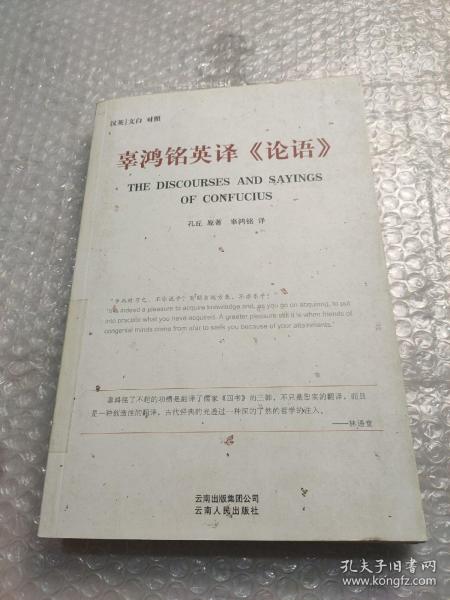 汉英|文白 对照
辜鸿铭英译《论语》
THE DISCOURSES AND SAYINGS
OF CONFUCIUS
孔丘 原著 辜鸿铭 译
"学而时习之，不亦说乎？有朋自远方来，不亦乐乎？"
"It is indeed a pleasure to acquire knowledge and, as you go on acquiring, to put
into practice what you have acquired. A greater pleasure still it is when friends of
congenial minds come from afar to seek you because of your attainments."
辜鸿铭了不起的功绩是翻译了儒家《四书》的三部，不只是忠实的翻译，而且
是一种创造性的翻译，古代经典的光透过一种深的了然的哲学的注入。
——林语堂
云南出版集团公司
云南人民出版社
孔夫子旧书网
www.kongfz.com